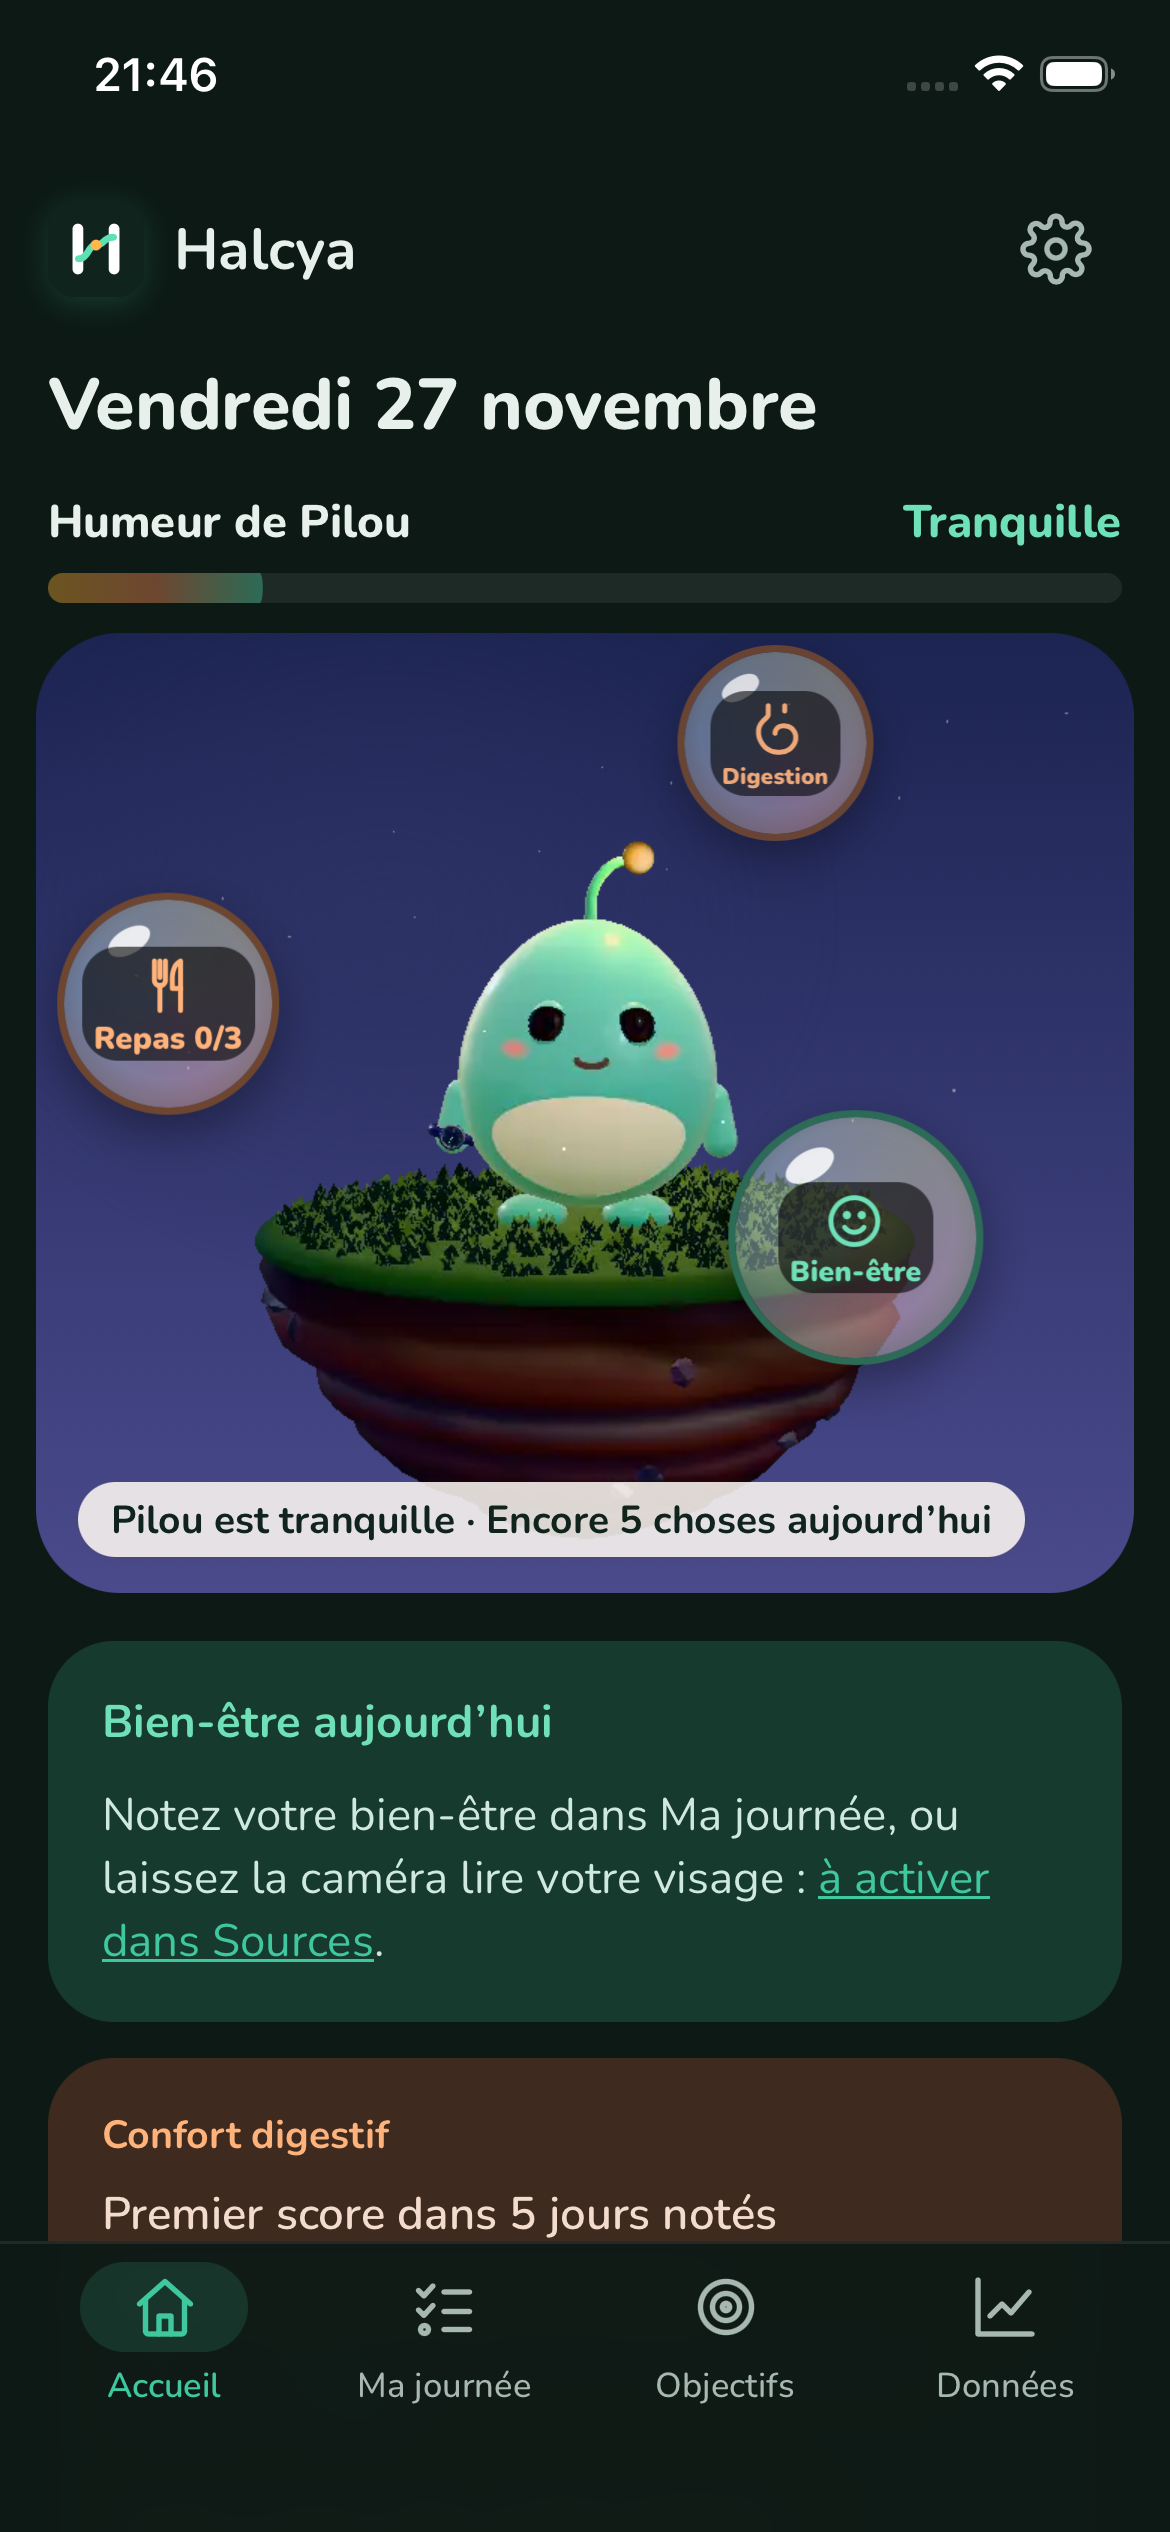 21:46
Halcya
Vendredi 27 novembre
Humeur de Pilou
Tranquille
Digestion
Repas 0/3
Bien-être
Pilou est tranquille · Encore 5 choses aujourd’hui
Bien-être aujourd’hui
Notez votre bien-être dans Ma journée, ou
laissez la caméra lire votre visage : à activer
dans Sources.
Confort digestif
Premier score dans 5 jours notés
Accueil
Ma journée
Objectifs
Données